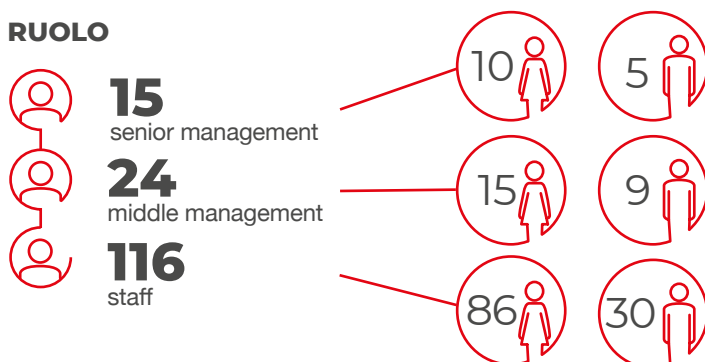 RUOLO
15
senior management
10
5
24
middle management
15
9
116
staff
86
30